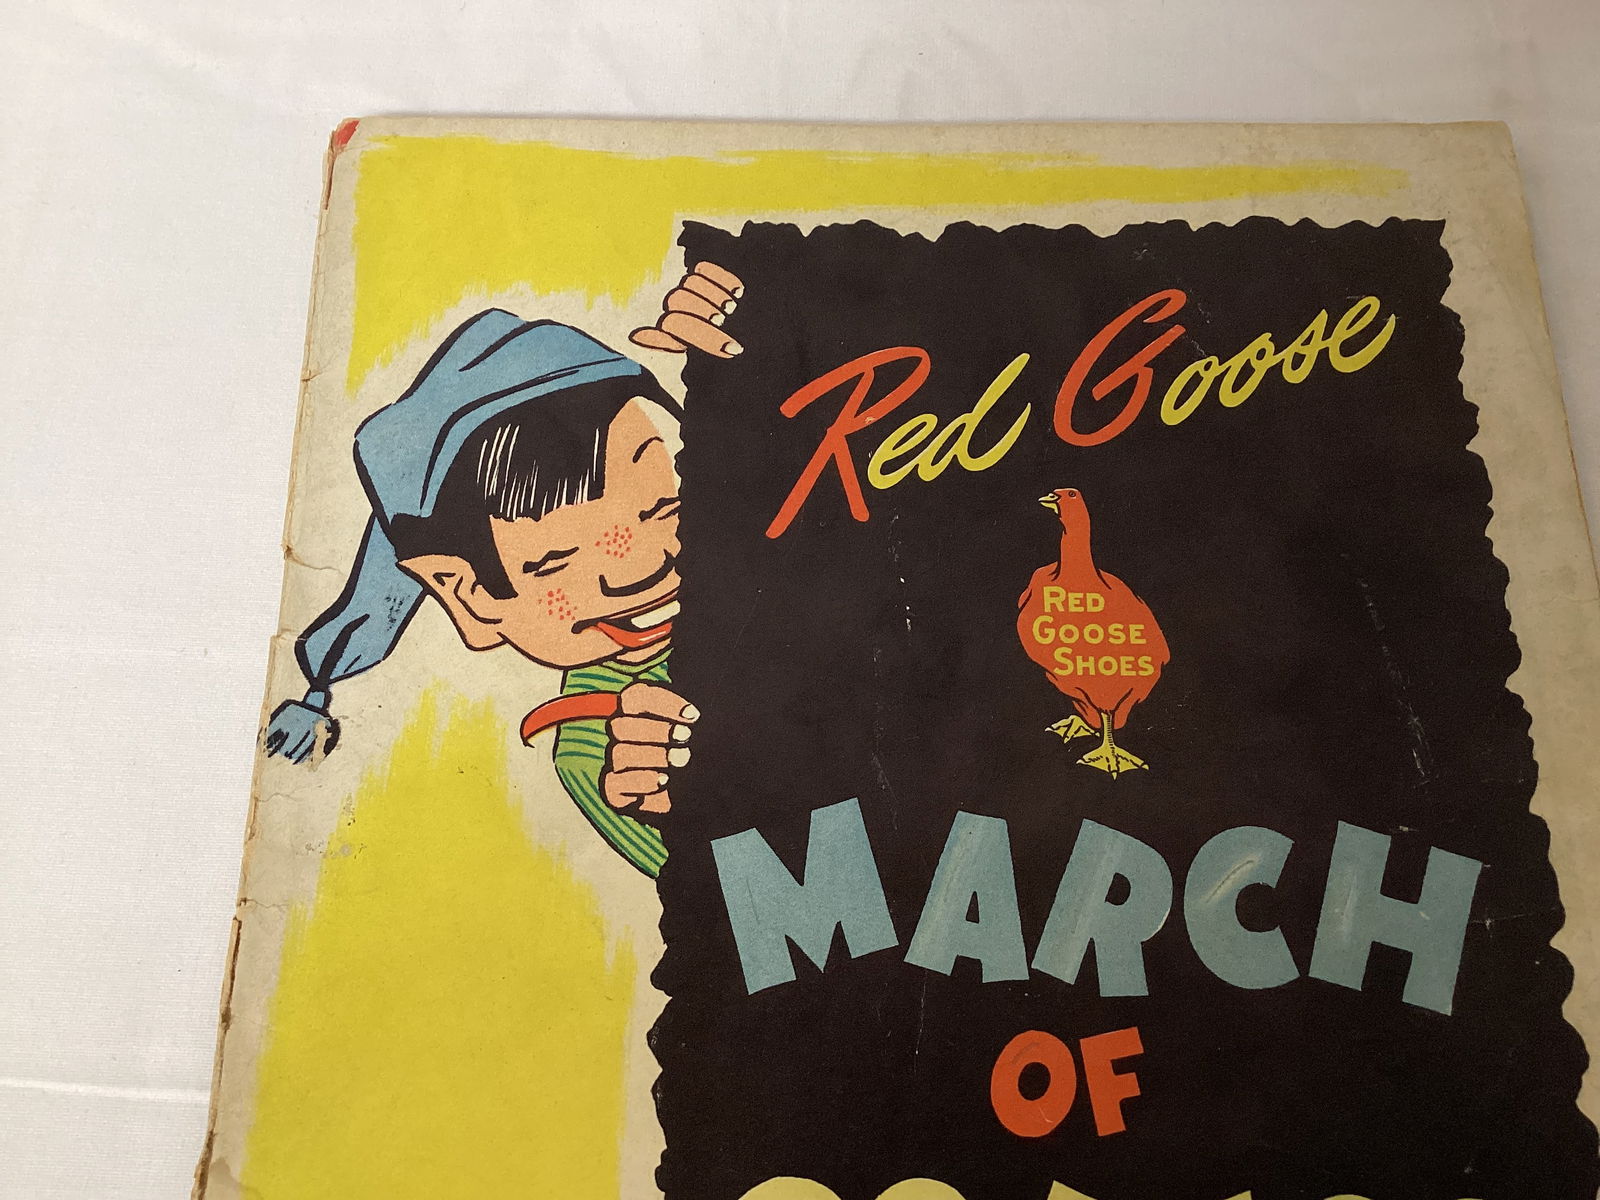 Red Goose
RED
GOOSE
SHOES
MARCH
OF